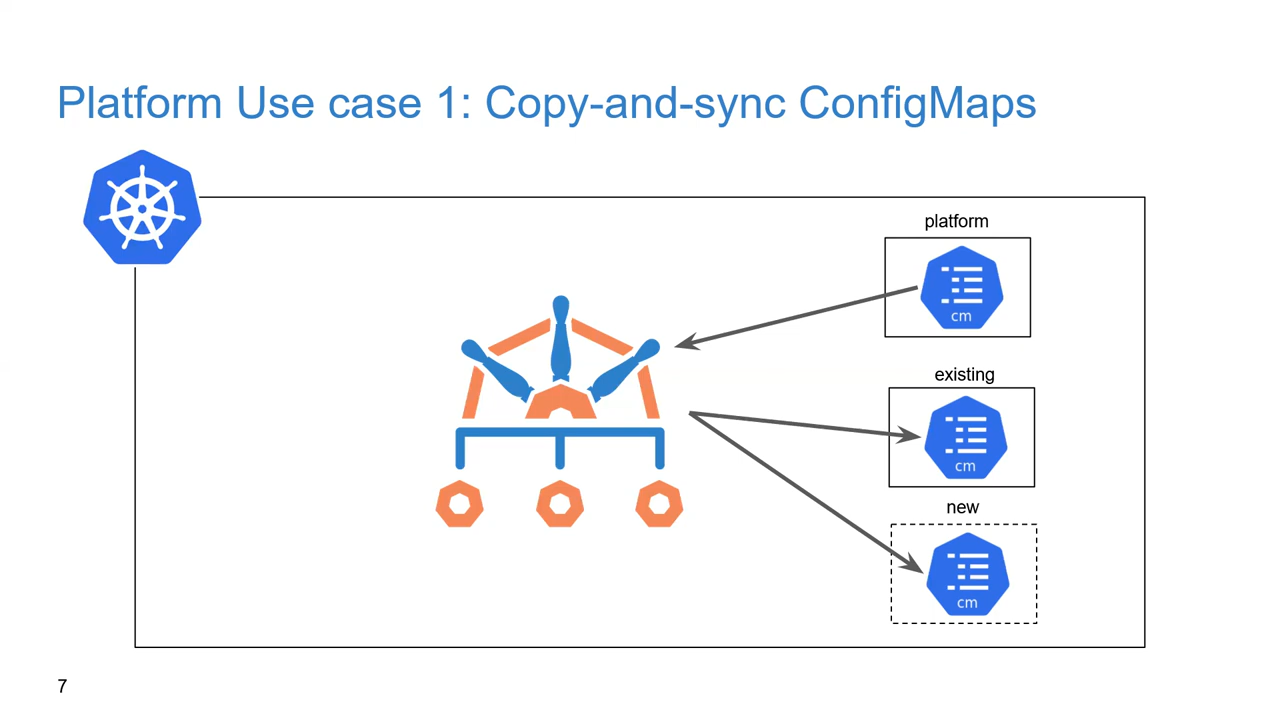 Platform Use case 1: Copy-and-sync ConfigMaps
platform
cm
existing
cm
new
cm
7